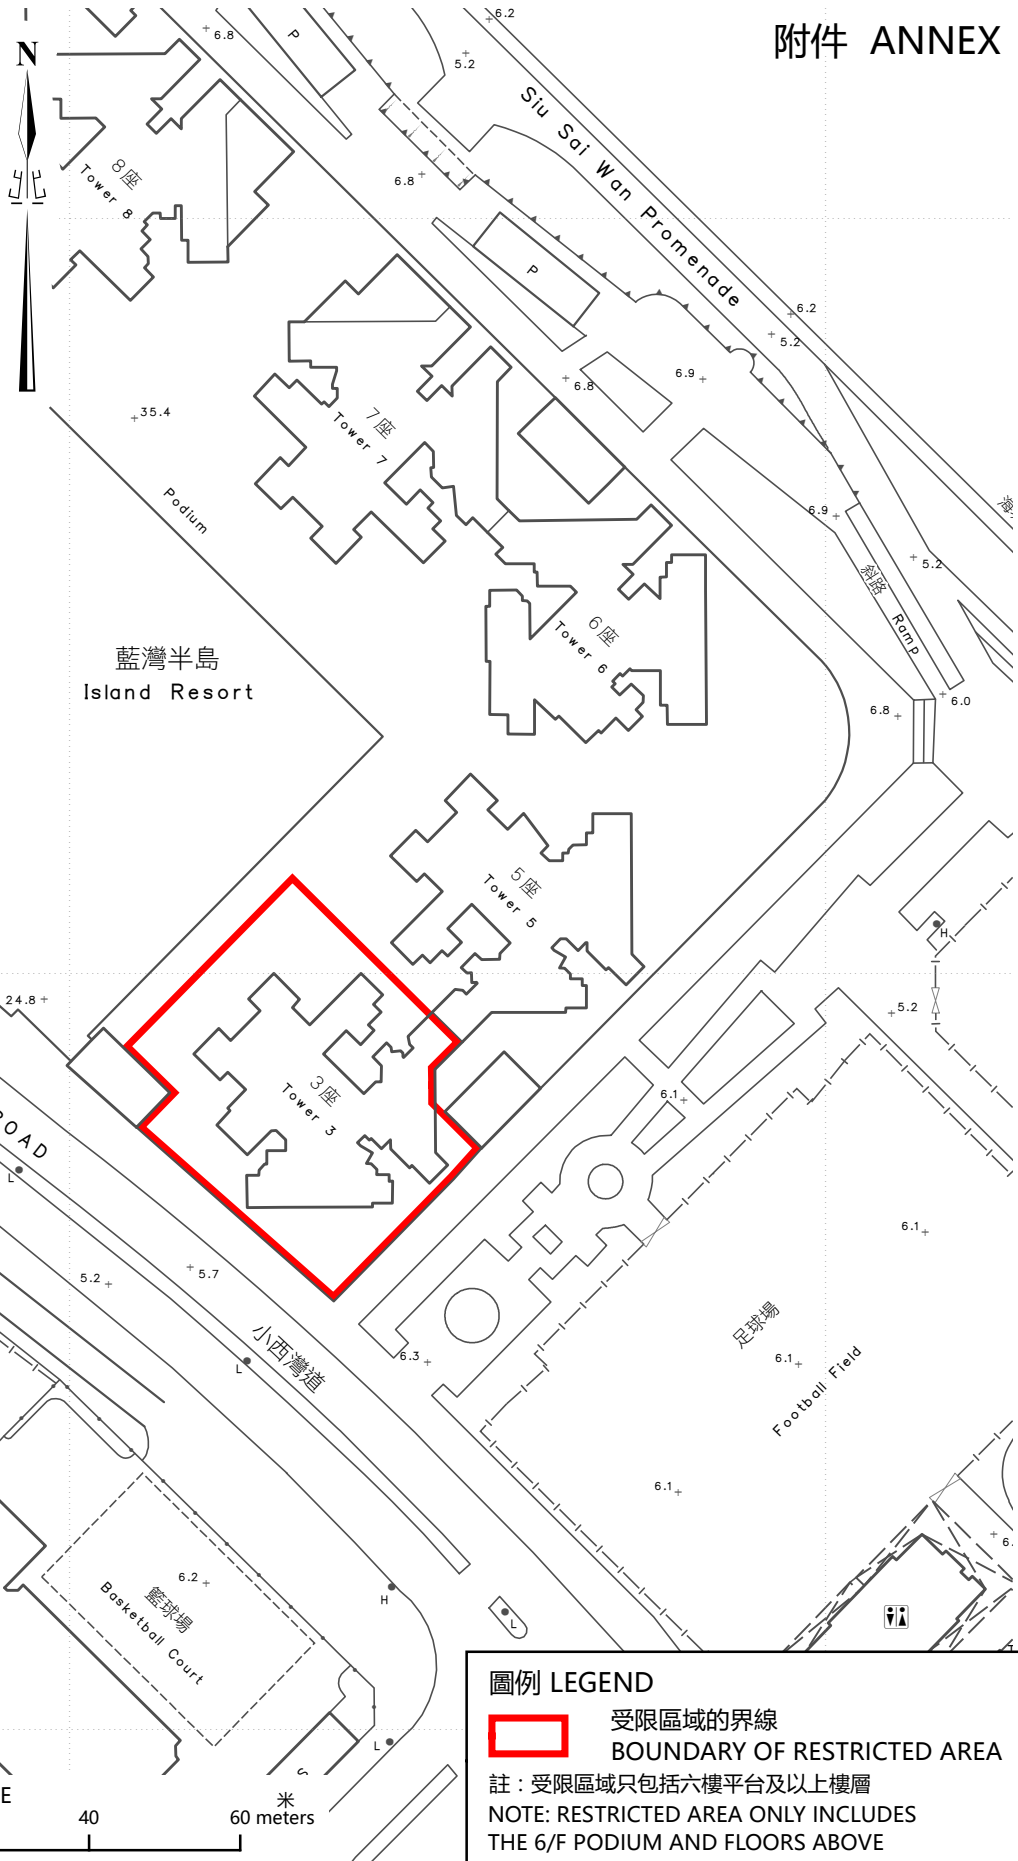 附件 ANNEX
N
6.2
6.8
P
5.2
Siu Sai Wan Promenade
8座
Tower 8
6.8
P
6.2
5.2
6.8
6.9
35.4
7座
Tower 7
Podium
6.9
5.2
斜路 Ramp
6座
Tower 6
藍灣半島
Island Resort
6.8
6.0
5座
Tower 5
H
24.8
5.2
3座
Tower 3
6.1
ROAD
L
6.1
5.2
5.7
小西灣道
L
6.3
足球場
Football Field
6.1
6.1
6.2
籃球場
Basketball Court
H
L
L
圖例 LEGEND
受限區域的界線
BOUNDARY OF RESTRICTED AREA
註：受限區域只包括六樓平台及以上樓層
NOTE: RESTRICTED AREA ONLY INCLUDES
THE 6/F PODIUM AND FLOORS ABOVE
E
米
40
60 meters